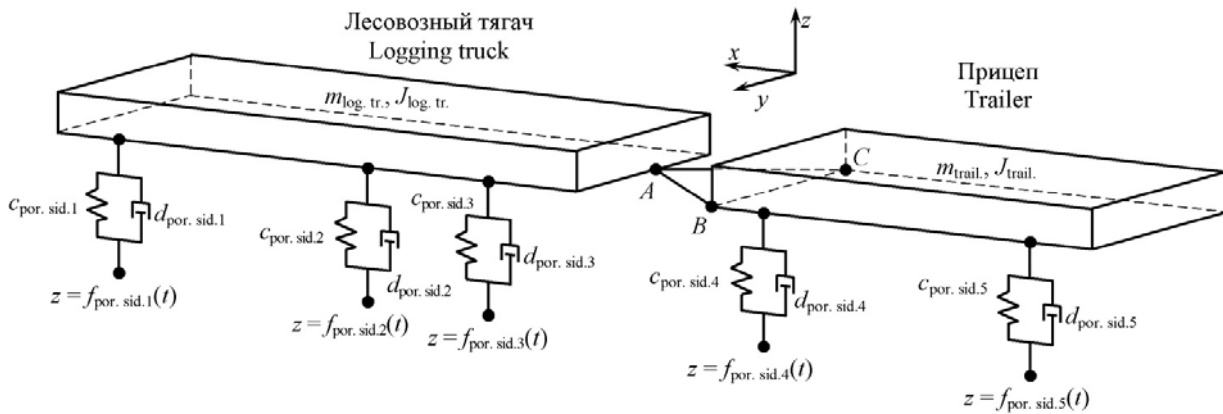 Лесовозный тягач
Logging truck
z
x
y
Прицеп
Trailer
m_log. tr., J_log. tr.
A
B
C
m_trail., J_trail.
c_por. sid.1
d_por. sid.1
z = f_por. sid.1(t)
c_por. sid.2
d_por. sid.2
z = f_por. sid.2(t)
c_por. sid.3
d_por. sid.3
z = f_por. sid.3(t)
c_por. sid.4
d_por. sid.4
z = f_por. sid.4(t)
c_por. sid.5
d_por. sid.5
z = f_por. sid.5(t)